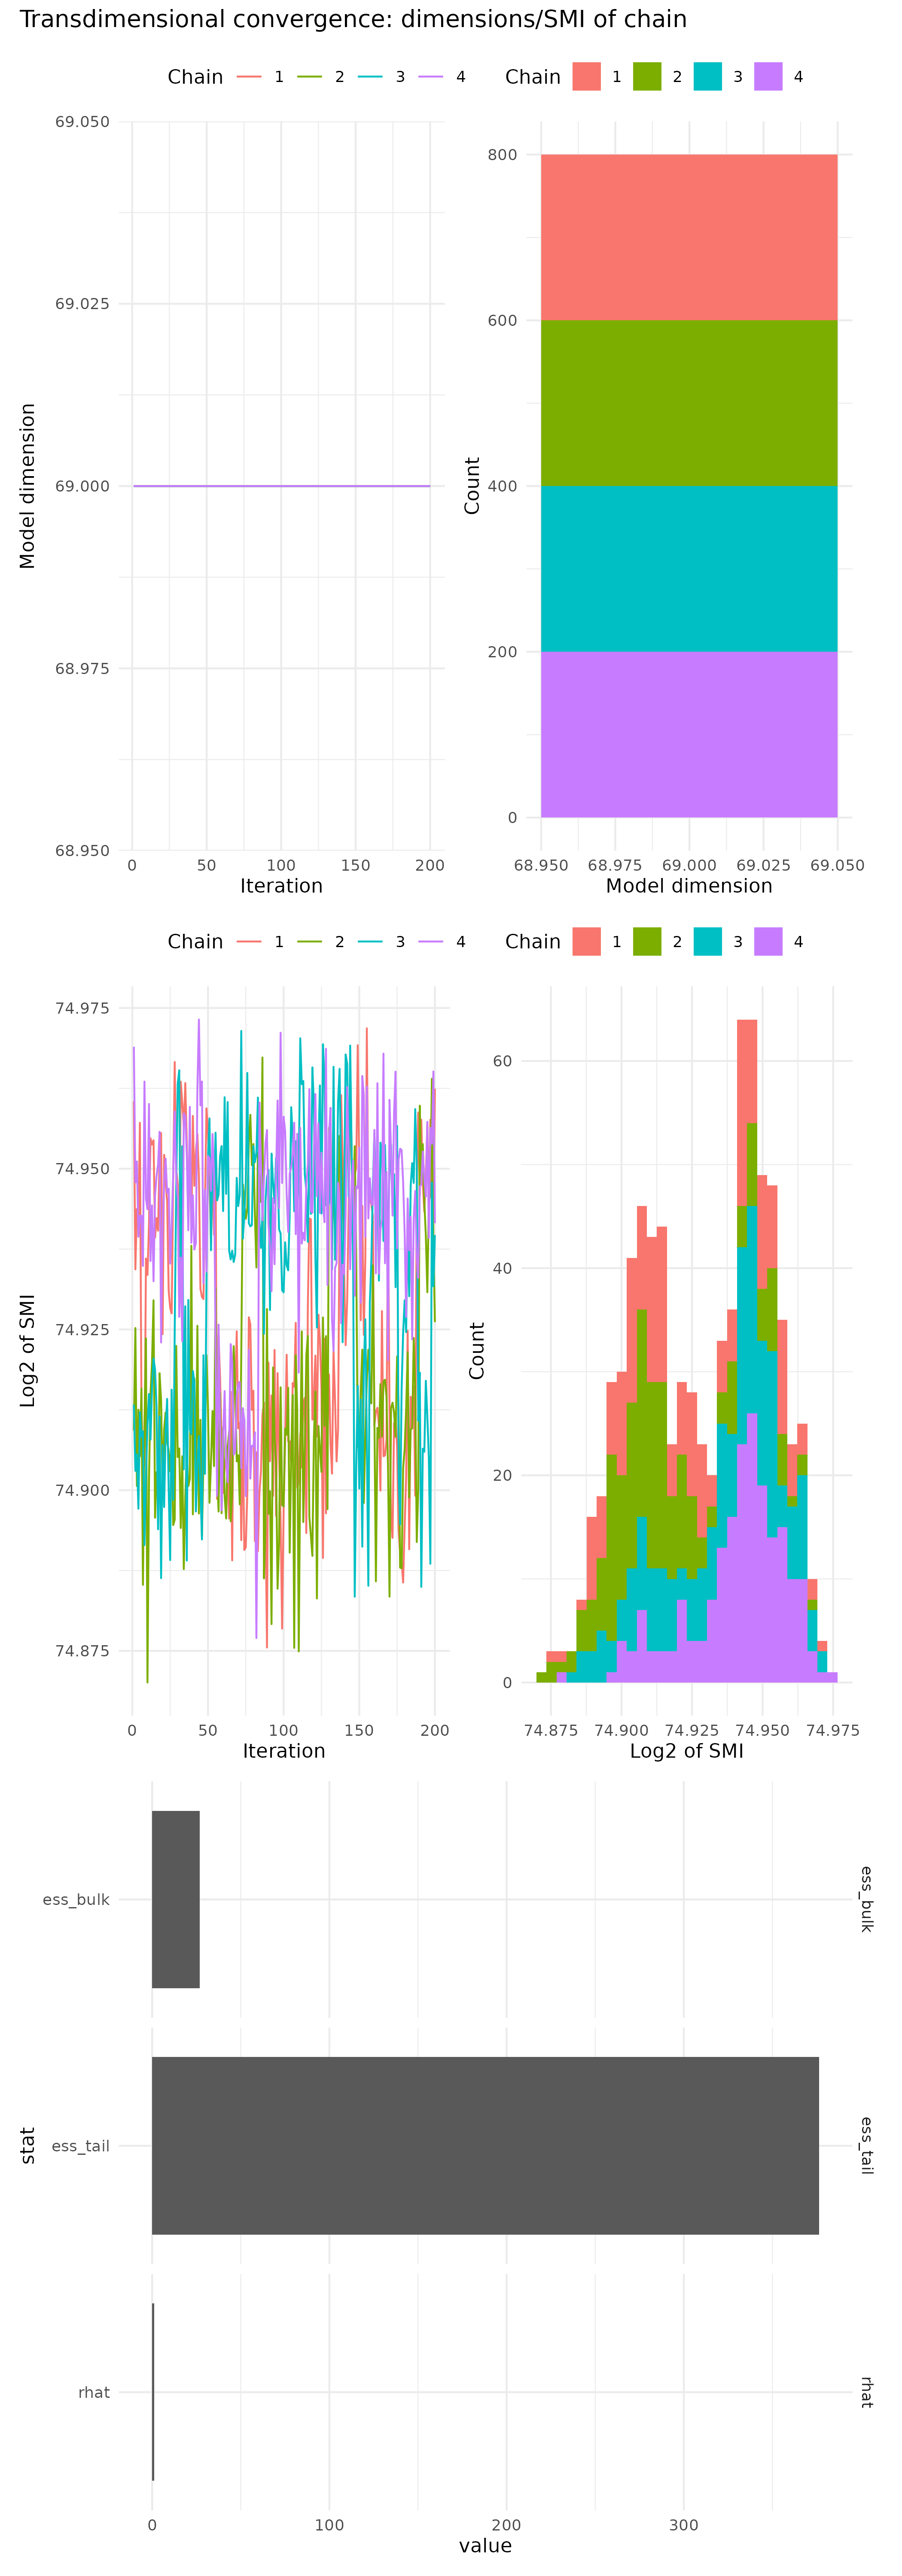 Transdimensional convergence: dimensions/SMI of chain
Chain 1 2 3 4
Chain 1 2 3 4
69.050
69.025
69.000
68.975
68.950
Model dimension
0 50 100 150 200
Iteration
800
600
400
200
0
Count
68.950 68.975 69.000 69.025 69.050
Model dimension
Chain 1 2 3 4
Chain 1 2 3 4
74.975
74.950
74.925
74.900
74.875
Log2 of SMI
0 50 100 150 200
Iteration
60
40
20
0
Count
74.875 74.900 74.925 74.950 74.975
Log2 of SMI
stat
ess_bulk
ess_bulk
ess_tail
ess_tail
rhat
rhat
0 100 200 300
value